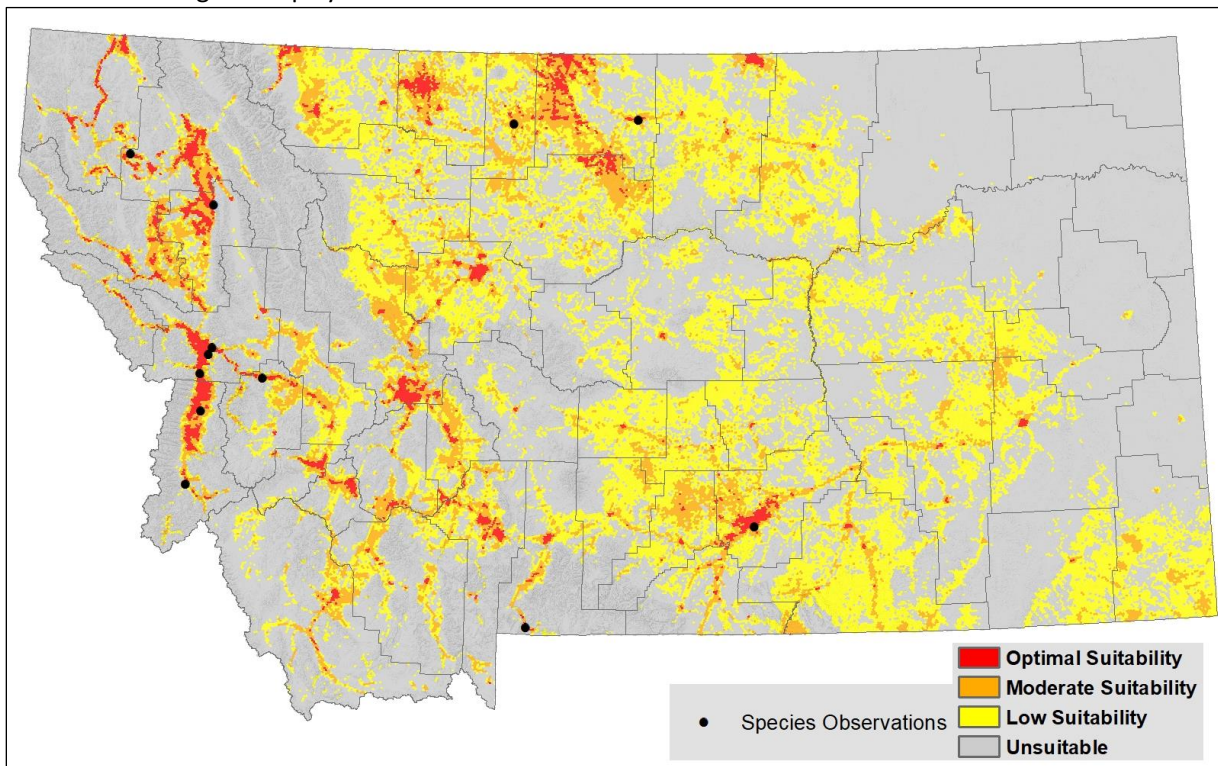 Optimal Suitability
Moderate Suitability
Species Observations
Low Suitability
Unsuitable